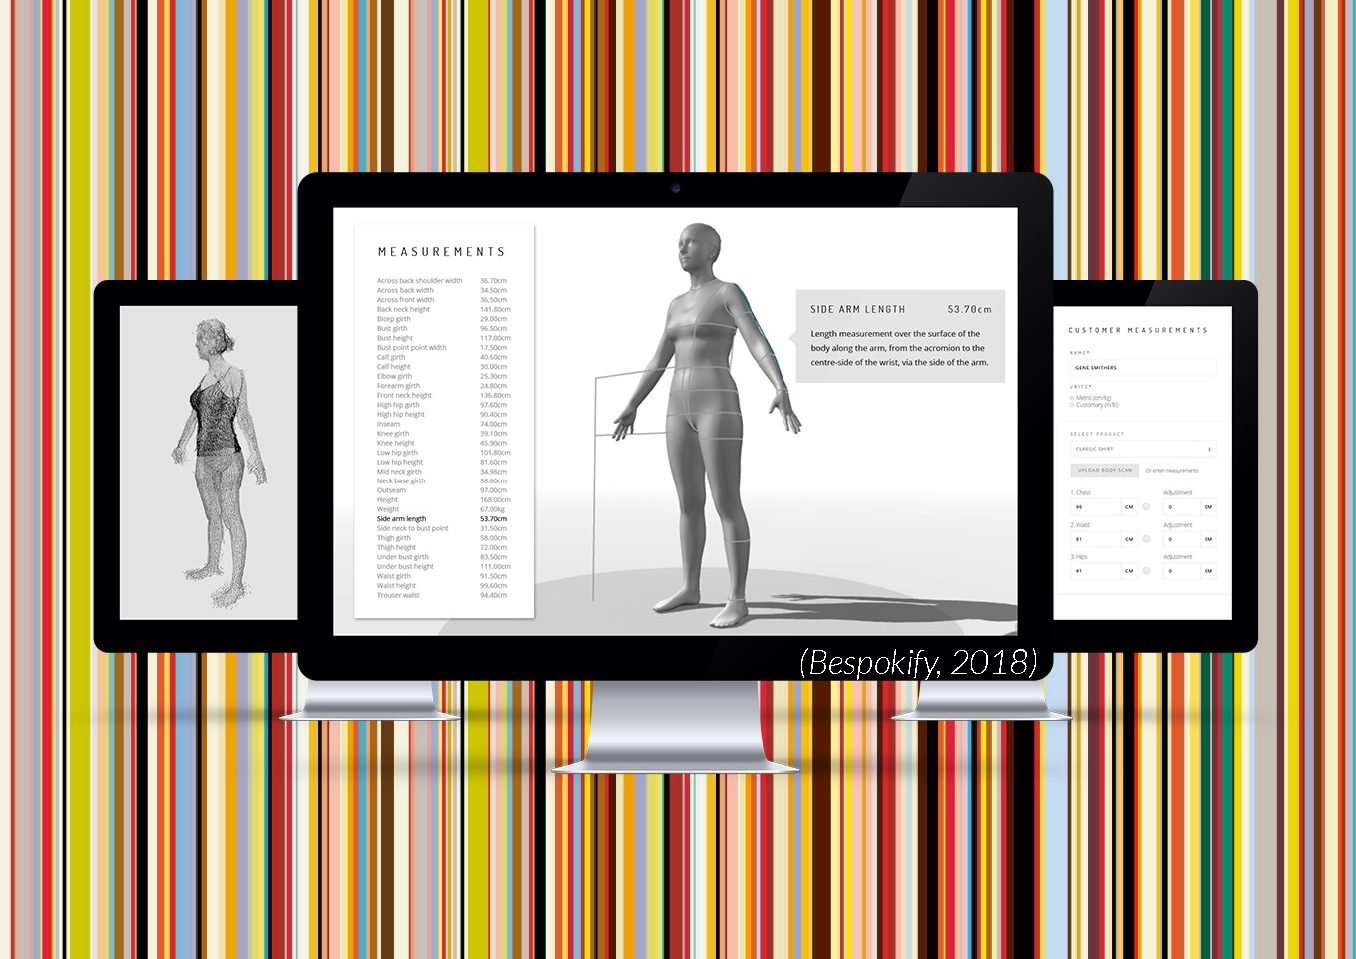 MEASUREMENTS
Across back shoulder width 36.70cm
Across back width 34.50cm
Across front width 36.50cm
Back neck height 141.80cm
Bicep girth 29.00cm
Bust girth 96.50cm
Bust height 117.00cm
Bust point point width 17.50cm
Calf girth 40.60cm
Calf height 30.00cm
Elbow girth 25.30cm
Forearm girth 24.80cm
Front neck height 136.80cm
High hip girth 97.60cm
High hip height 90.40cm
Inseam 74.00cm
Knee girth 39.10cm
Knee height 45.90cm
Low hip girth 101.80cm
Low hip height 81.60cm
Mid neck girth 34.98cm
Neck base girth 38.60cm
Outseam 97.00cm
Height 168.00cm
Weight 67.00kg
Side arm length 53.70cm
Side neck to bust point 31.50cm
Thigh girth 58.00cm
Thigh height 72.00cm
Under bust girth 83.50cm
Under bust height 111.00cm
Waist girth 91.50cm
Waist height 99.60cm
Trouser waist 94.40cm
SIDE ARM LENGTH 53.70cm
Length measurement over the surface of the
body along the arm, from the acromion to the
centre-side of the wrist, via the side of the arm.
CUSTOMER MEASUREMENTS
NAME*
GENE SMITHERS
UNITS*
Metric (cm/kg)
Customary (in/lb)
SELECT PRODUCT
CLASSIC SHIRT
UPLOAD BODY SCAN Or enter measurements
1. Chest Adjustment
96 CM ? 0 CM
2. Waist Adjustment
81 CM ? 0 CM
3. Hips Adjustment
91 CM ? 0 CM
(Bespokify, 2018)